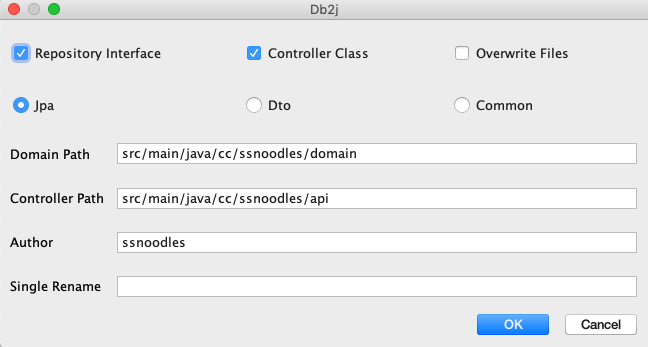 Db2j
Repository Interface Controller Class Overwrite Files
Jpa Dto Common
Domain Path src/main/java/cc/ssnoodles/domain
Controller Path src/main/java/cc/ssnoodles/api
Author ssnoodles
Single Rename
OK Cancel